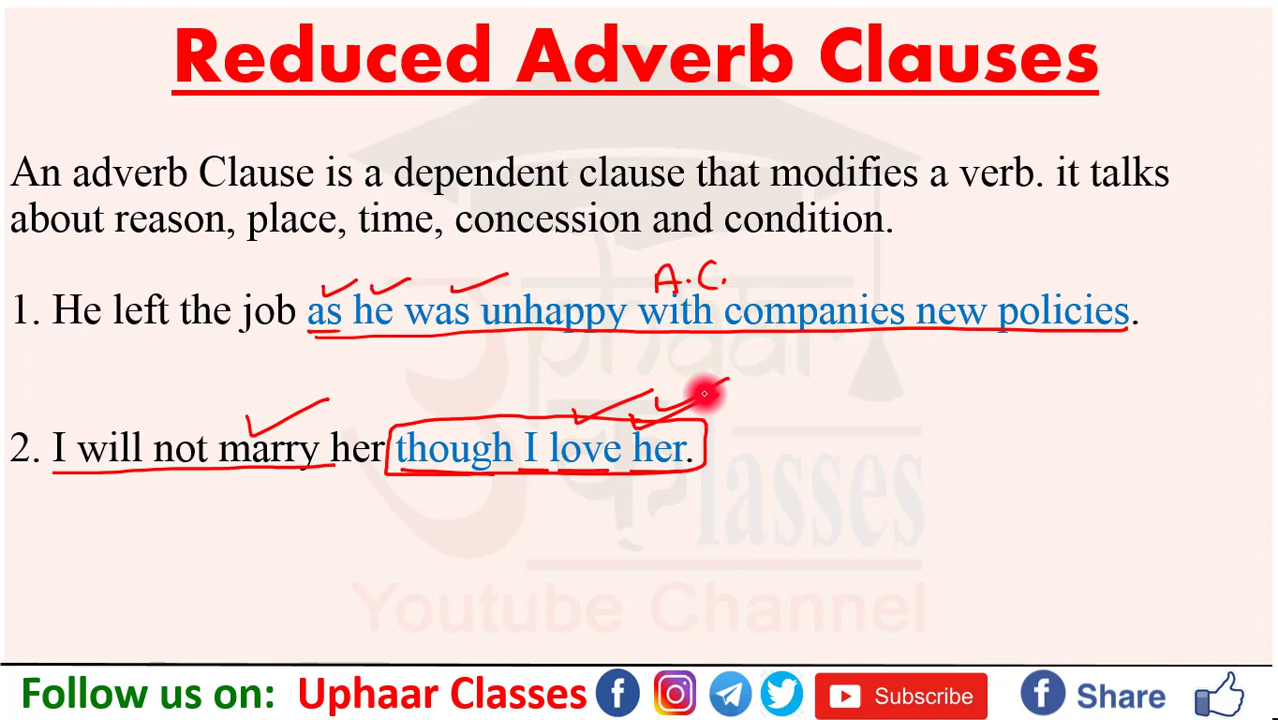 Reduced Adverb Clauses
An adverb Clause is a dependent clause that modifies a verb. it talks
about reason, place, time, concession and condition.
A.C.
1. He left the job as he was unhappy with companies new policies.
2. I will not marry her though I love her.
Uphaar
क्लासेस lasses
Youtube Channel
Follow us on: Uphaar Classes Subscribe Share